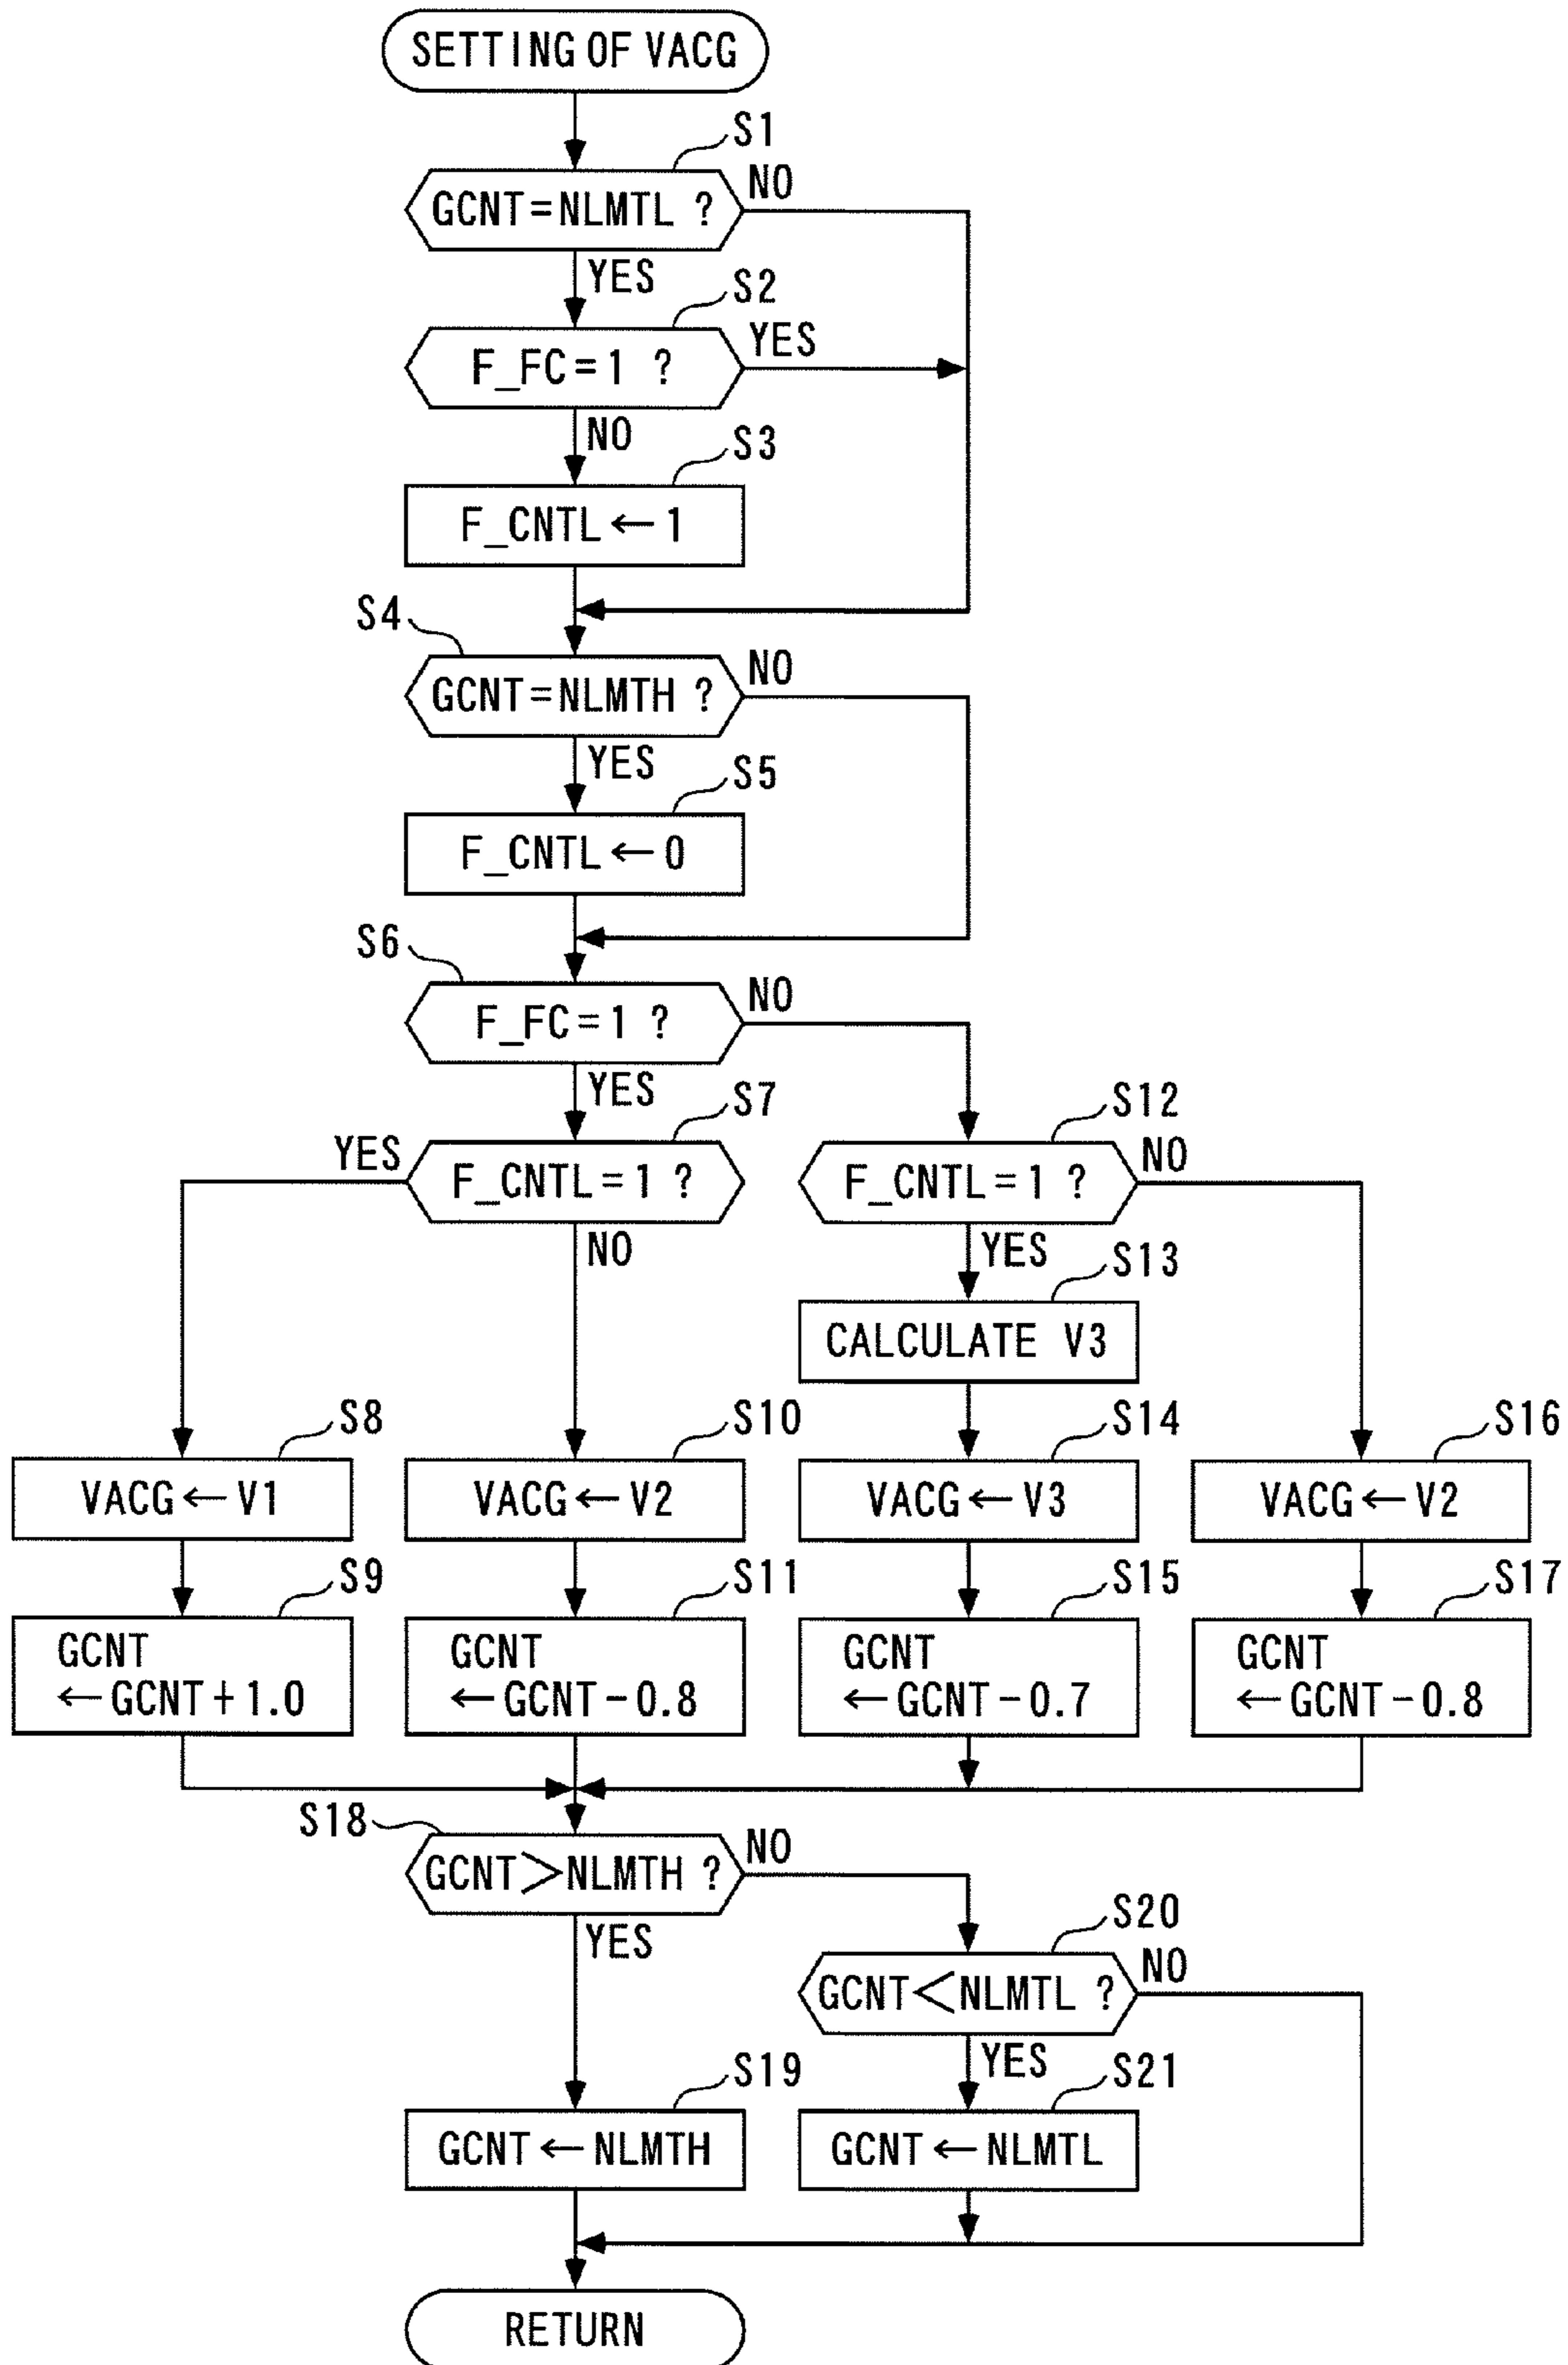 SETTING OF VACG
S1
GCNT=NLMTL ?
NO
YES
S2
F_FC=1 ?
YES
NO
S3
F_CNTL←1
S4
GCNT=NLMTH ?
NO
YES
S5
F_CNTL←0
S6
F_FC=1 ?
NO
YES
S7
F_CNTL=1 ?
YES
NO
S12
F_CNTL=1 ?
NO
YES
S13
CALCULATE V3
S8
VACG←V1
S10
VACG←V2
S14
VACG←V3
S16
VACG←V2
S9
GCNT
←GCNT+1.0
S11
GCNT
←GCNT-0.8
S15
GCNT
←GCNT-0.7
S17
GCNT
←GCNT-0.8
S18
GCNT>NLMTH ?
NO
YES
S20
GCNT<NLMTL ?
NO
YES
S19
GCNT←NLMTH
S21
GCNT←NLMTL
RETURN